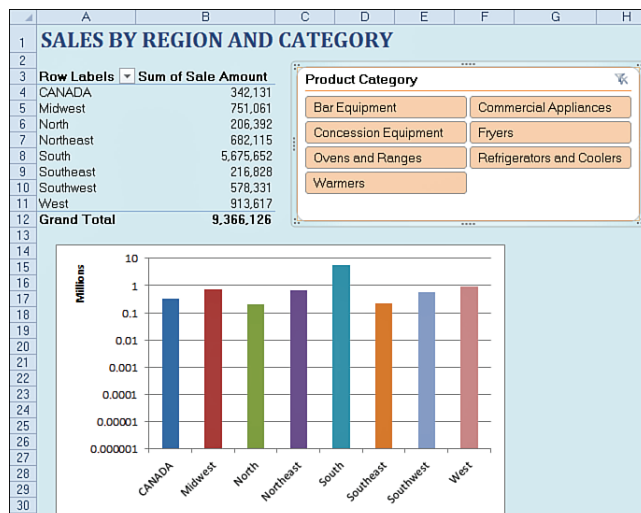 A B C D E F G H
1 SALES BY REGION AND CATEGORY
2
3 Row Labels Sum of Sale Amount
4 CANADA 342,131
5 Midwest 751,061
6 North 206,392
7 Northeast 682,115
8 South 5,675,652
9 Southeast 216,828
10 Southwest 578,331
11 West 913,617
12 Grand Total 9,366,126
Product Category
Bar Equipment Commercial Appliances
Concession Equipment Fryers
Ovens and Ranges Refrigerators and Coolers
Warmers
13
14
15
16
17
18
19
20
21
22
23
24
25
26
27
28
29
30
Millions
10
1
0.1
0.01
0.001
0.0001
0.00001
0.000001
CANADA Midwest North Northeast South Southeast Southwest West